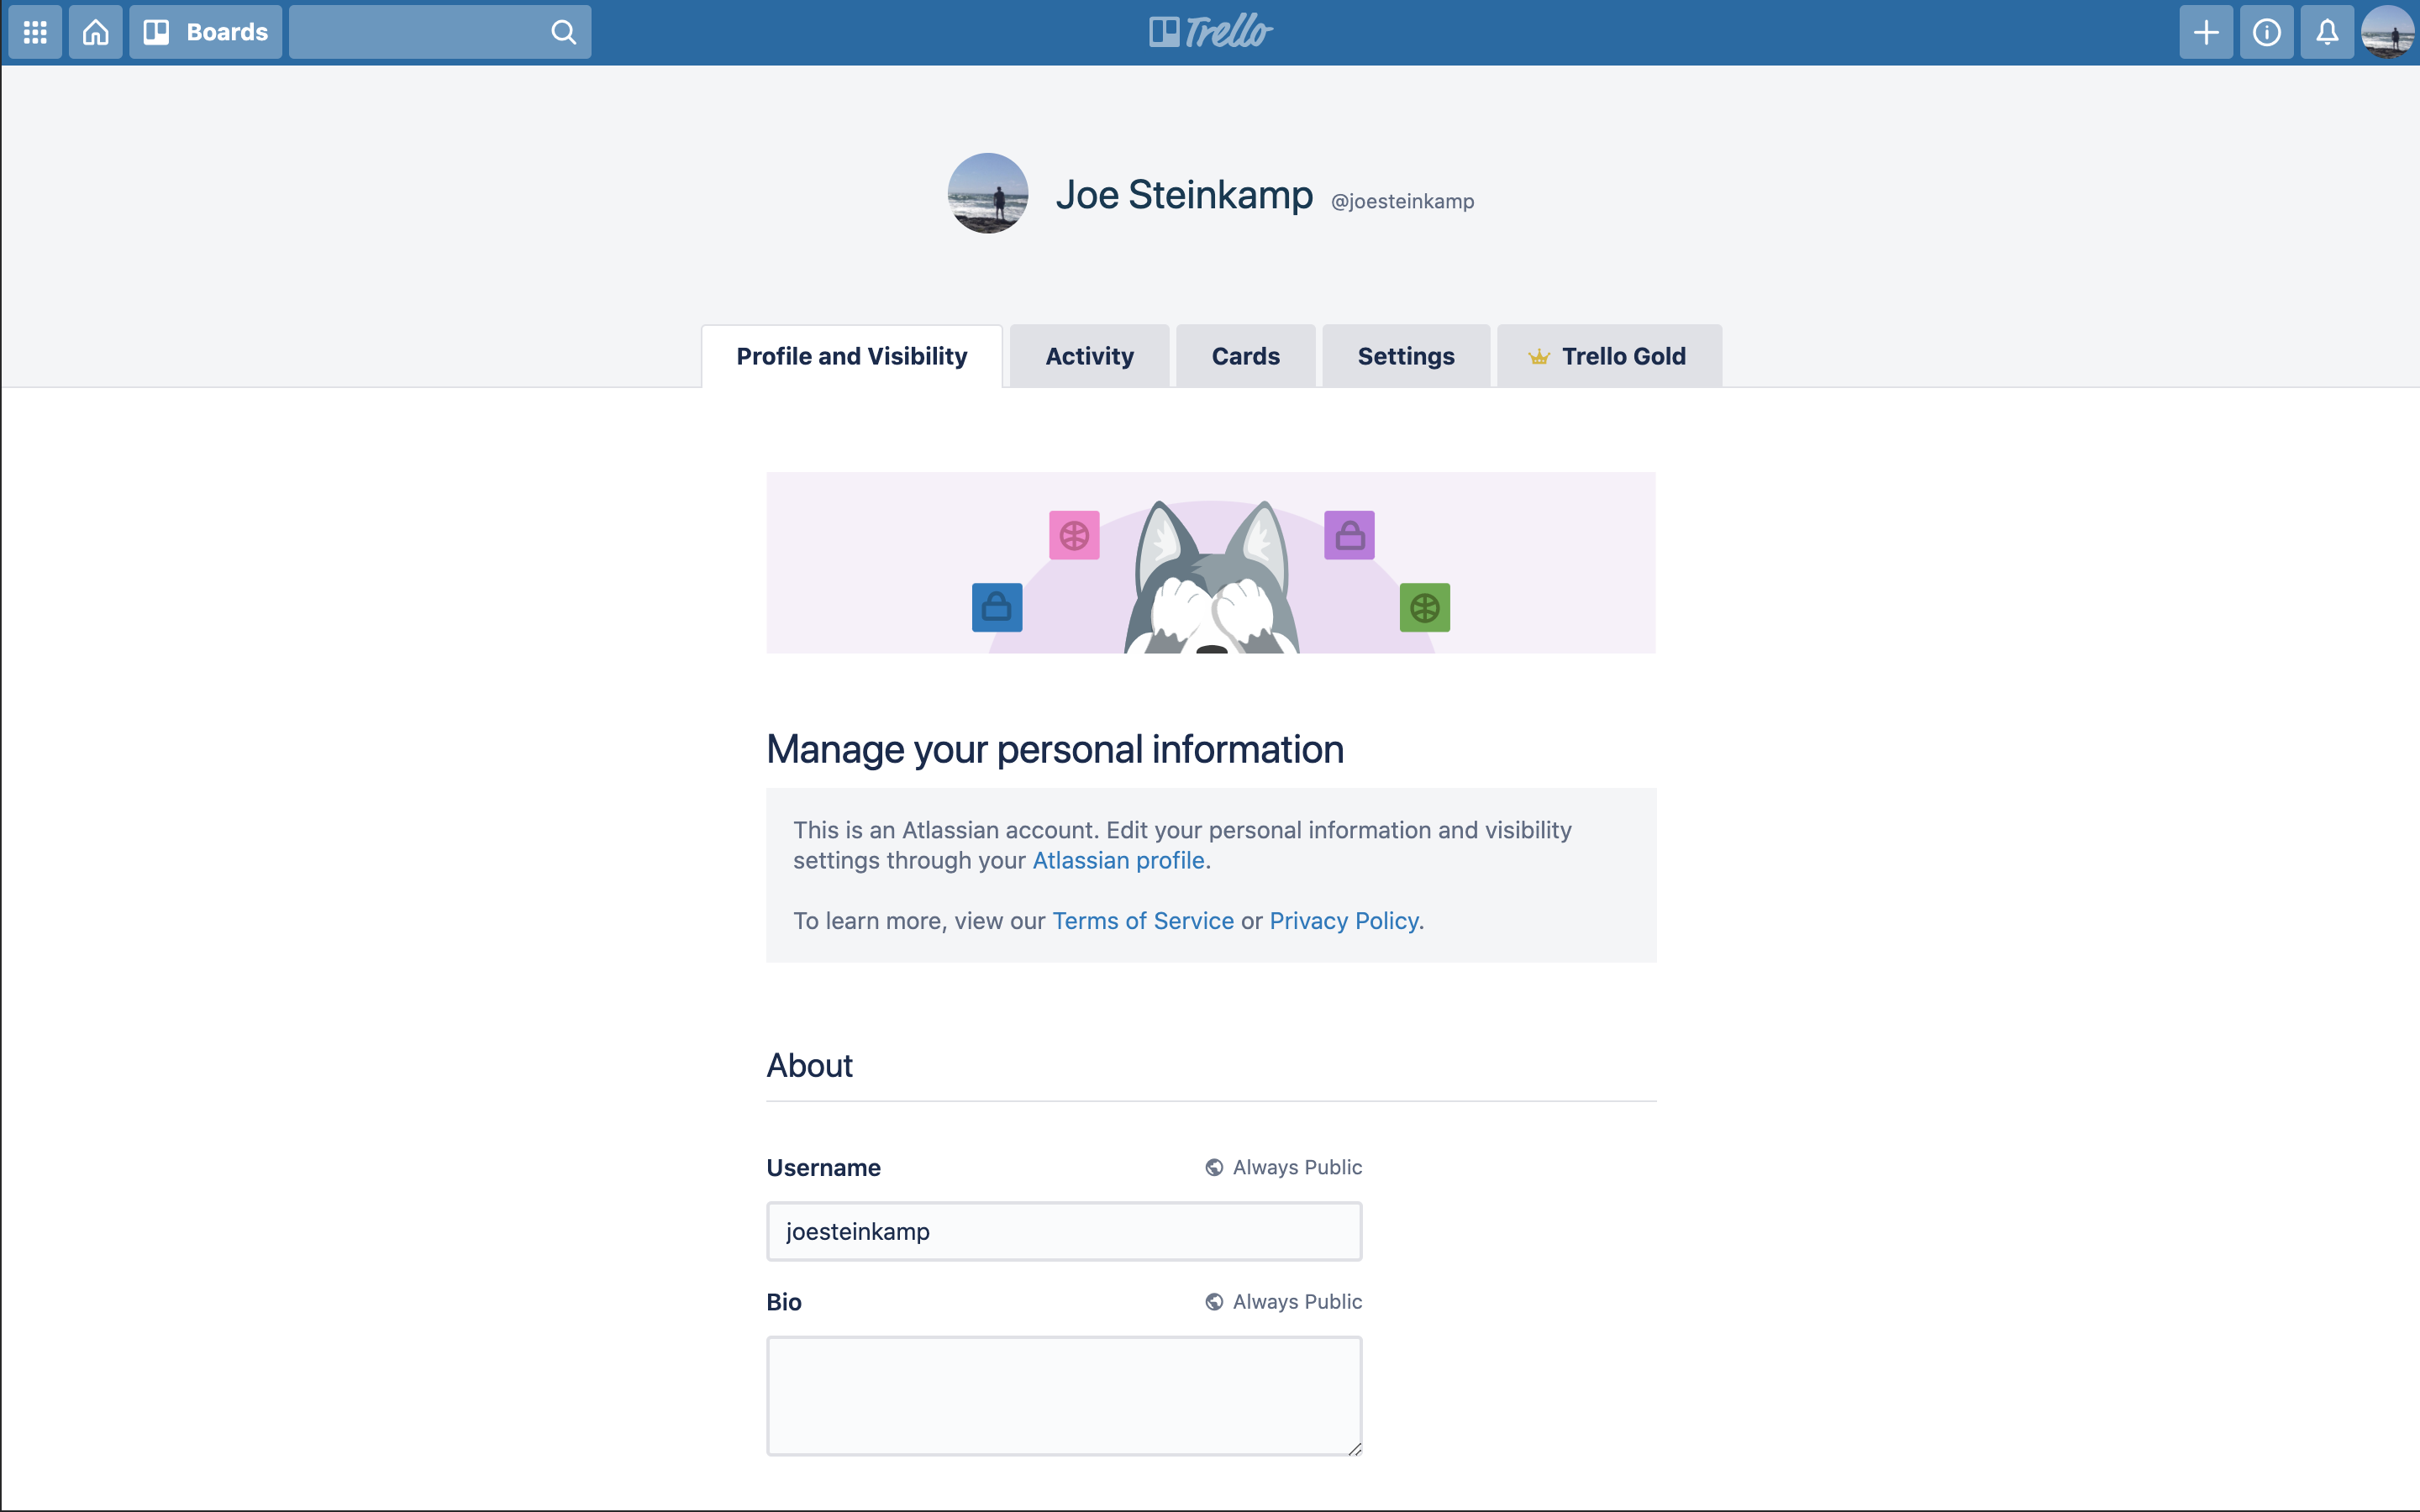 Boards
Trello
Joe Steinkamp @joesteinkamp
Profile and Visibility
Activity
Cards
Settings
Trello Gold
Manage your personal information
This is an Atlassian account. Edit your personal information and visibility
settings through your Atlassian profile.
To learn more, view our Terms of Service or Privacy Policy.
About
Username
Always Public
joesteinkamp
Bio
Always Public